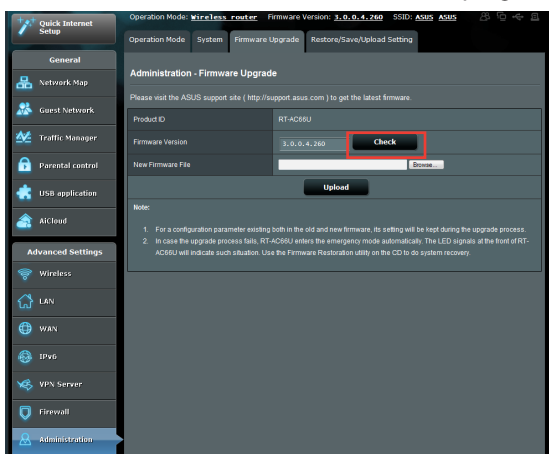 Quick Internet
Setup
Operation Mode: Wireless router Firmware Version: 3.0.0.4.260 SSID: ASUS ASUS
Operation Mode System Firmware Upgrade Restore/Save/Upload Setting
General
Network Map
Guest Network
Traffic Manager
Parental control
USB application
AiCloud
Advanced Settings
Wireless
LAN
WAN
IPv6
VPN Server
Firewall
Administration
Administration - Firmware Upgrade
Please visit the ASUS support site ( http://support.asus.com ) to get the latest firmware.
Product ID RT-AC66U
Firmware Version 3.0.0.4.260 Check
New Firmware File Browse...
Upload
Note:
1. For a configuration parameter existing both in the old and new firmware, its setting will be kept during the upgrade process.
2. In case the upgrade process fails, RT-AC66U enters the emergency mode automatically. The LED signals at the front of RT-
AC66U will indicate such situation. Use the Firmware Restoration utility on the CD to do system recovery.